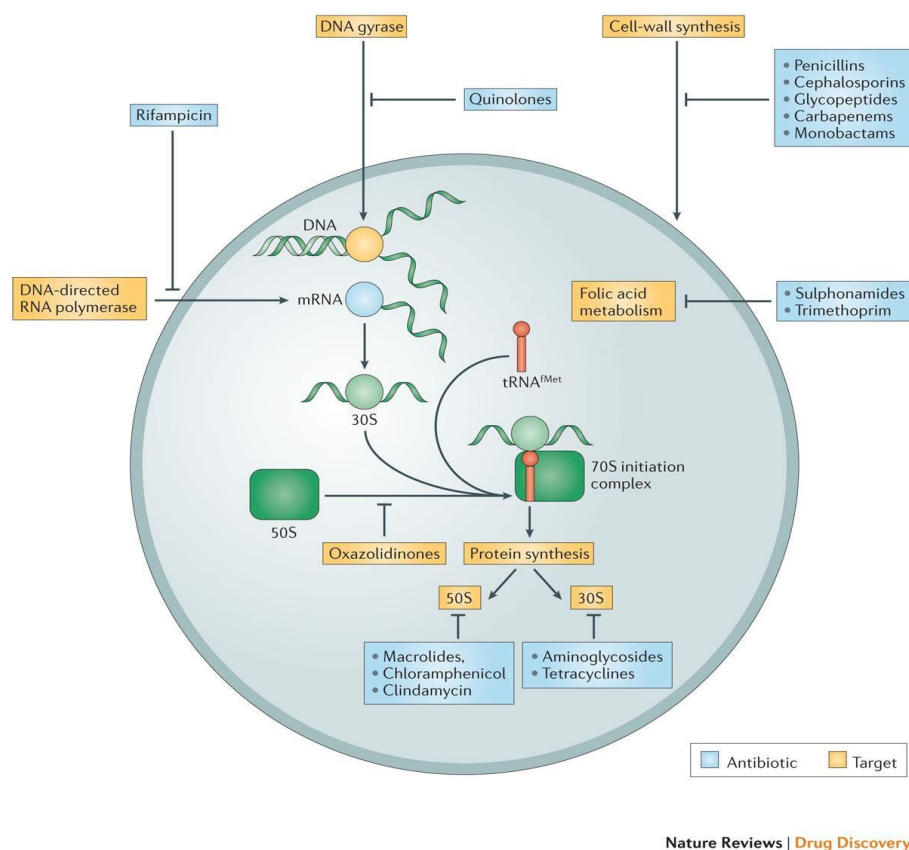 DNA gyrase
Cell-wall synthesis
• Penicillins
• Cephalosporins
• Glycopeptides
• Carbapenems
• Monobactams
Quinolones
Rifampicin
DNA
DNA-directed
RNA polymerase
mRNA
Folic acid
metabolism
• Sulphonamides
• Trimethoprim
tRNAfMet
30S
70S initiation
complex
50S
Oxazolidinones
Protein synthesis
50S
30S
• Macrolides,
• Chloramphenicol
• Clindamycin
• Aminoglycosides
• Tetracyclines
Antibiotic
Target
Nature Reviews | Drug Discovery